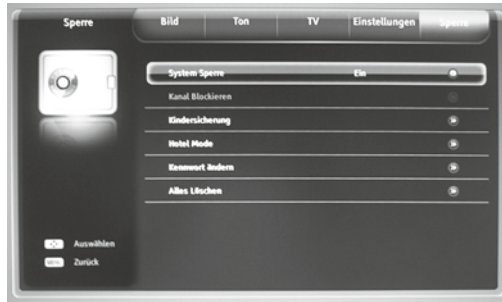 Sperre Bild Ton TV Einstellungen Sperre
System Sperre Ein
Kanal Blockieren
Kindersicherung
Hotel Mode
Kennwort ändern
Alles Löschen
Auswählen
MENU Zurück